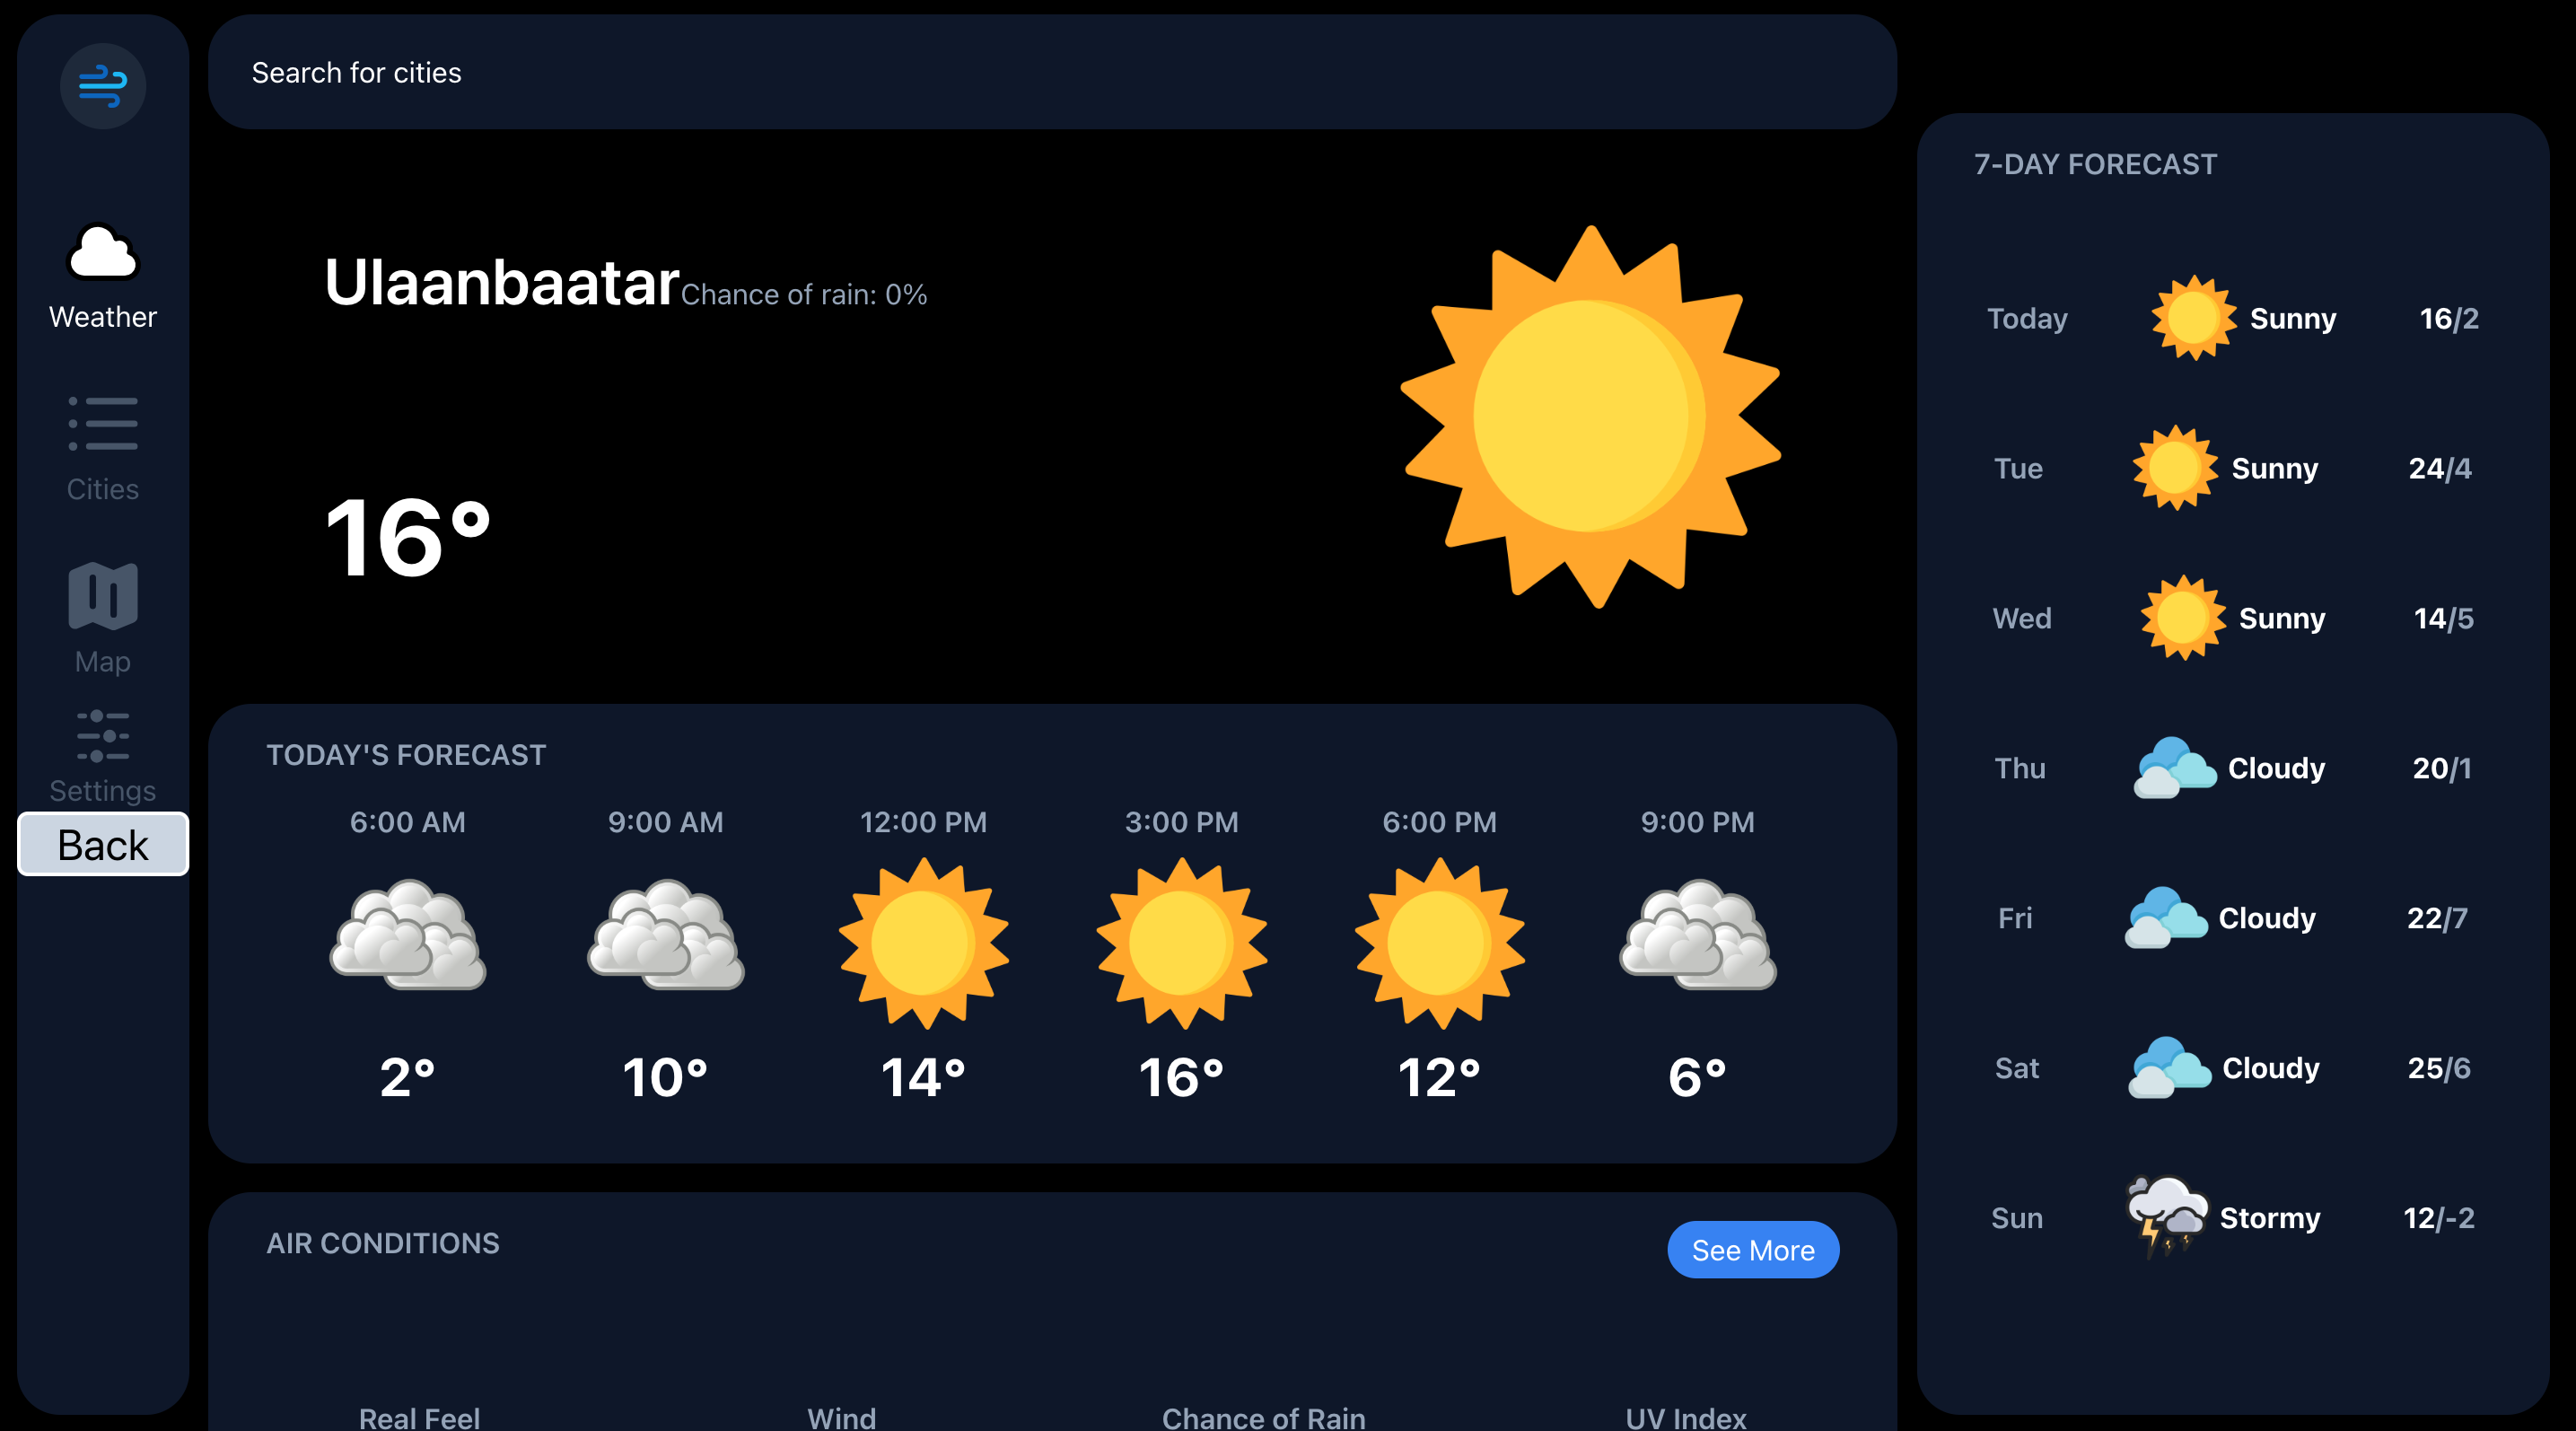 Search for cities
Weather
Cities
Map
Settings
Back
Ulaanbaatar Chance of rain: 0%
16°
TODAY'S FORECAST
6:00 AM 9:00 AM 12:00 PM 3:00 PM 6:00 PM 9:00 PM
2° 10° 14° 16° 12° 6°
AIR CONDITIONS
See More
Real Feel Wind Chance of Rain UV Index
7-DAY FORECAST
Today Sunny 16/2
Tue Sunny 24/4
Wed Sunny 14/5
Thu Cloudy 20/1
Fri Cloudy 22/7
Sat Cloudy 25/6
Sun Stormy 12/-2